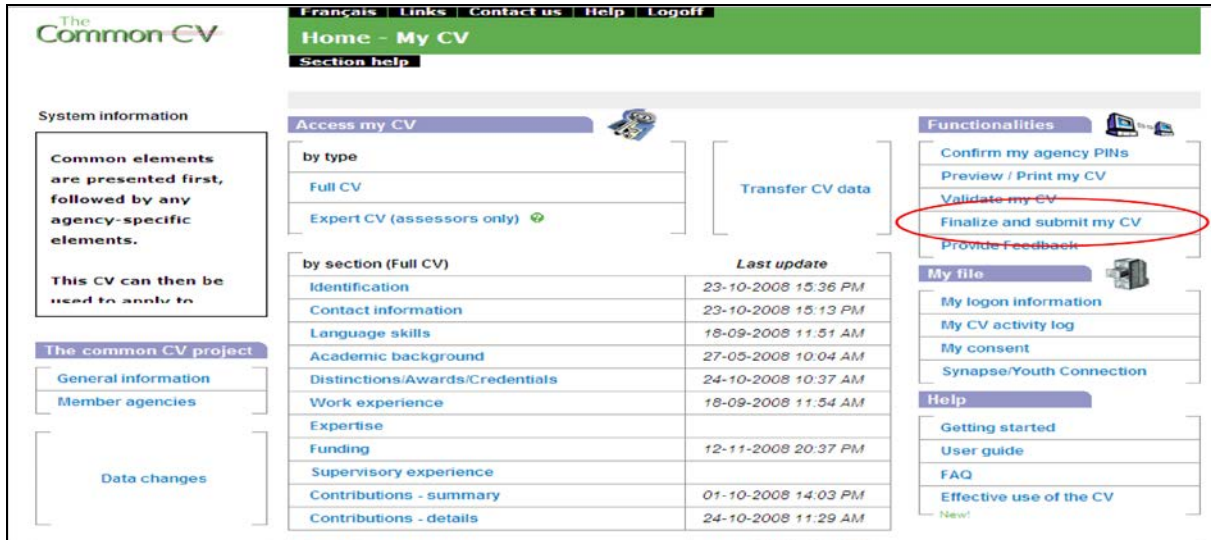 The
Common CV
Français Links Contact us Help Logoff
Home - My CV
Section help
System information
Common elements
are presented first,
followed by any
agency-specific
elements.
This CV can then be
used to apply to
The common CV project
General information
Member agencies
Data changes
Access my CV
by type
Full CV
Expert CV (assessors only)
Transfer CV data
by section (Full CV) Last update
Identification 23-10-2008 15:36 PM
Contact information 23-10-2008 15:13 PM
Language skills 18-09-2008 11:51 AM
Academic background 27-05-2008 10:04 AM
Distinctions/Awards/Credentials 24-10-2008 10:37 AM
Work experience 18-09-2008 11:54 AM
Expertise
Funding 12-11-2008 20:37 PM
Supervisory experience
Contributions - summary 01-10-2008 14:03 PM
Contributions - details 24-10-2008 11:29 AM
Functionalities
Confirm my agency PINs
Preview / Print my CV
Validate my CV
Finalize and submit my CV
Provide Feedback
My file
My logon information
My CV activity log
My consent
Synapse/Youth Connection
Help
Getting started
User guide
FAQ
Effective use of the CV
New!